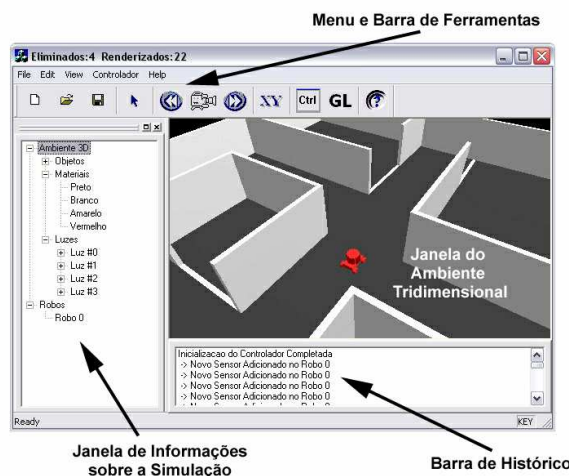 Menu e Barra de Ferramentas
Eliminados:4 Renderizados:22
File Edit View Controlador Help
XY Ctrl GL
Ambiente 3D
Objetos
Materiais
Preto
Branco
Amarelo
Vermelho
Luzes
Luz #0
Luz #1
Luz #2
Luz #3
Robos
Robo 0
Janela do
Ambiente
Tridimensional
Inicializacao do Controlador Completada
-> Novo Sensor Adicionado no Robo 0
-> Novo Sensor Adicionado no Robo 0
-> Novo Sensor Adicionado no Robo 0
-> Novo Sensor Adicionado no Robo 0
Ready KEY
Janela de Informações
sobre a Simulação
Barra de Histórico